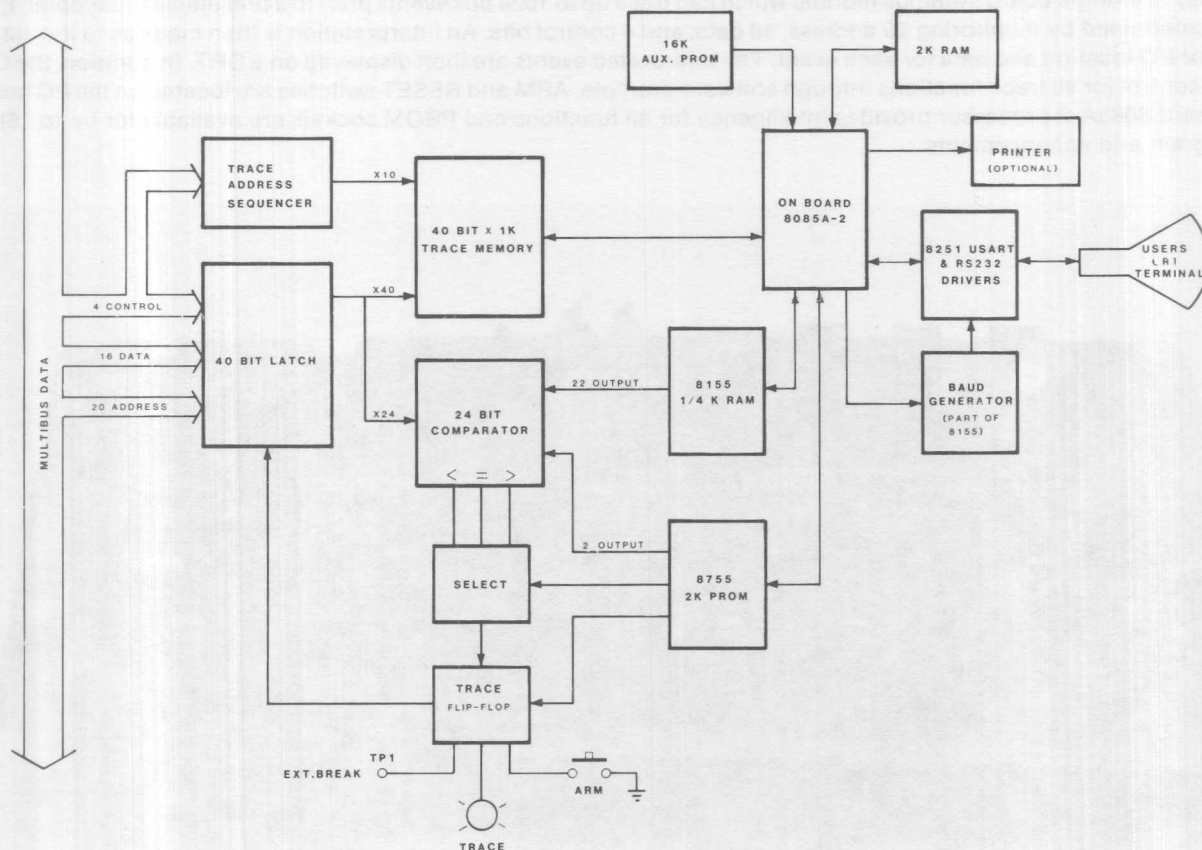 16K
AUX. PROM
2K RAM
TRACE
ADDRESS
SEQUENCER
X10
40 BIT x 1K
TRACE MEMORY
ON BOARD
8085A-2
PRINTER
(OPTIONAL)
8251 USART
& RS232
DRIVERS
USERS
CRT
TERMINAL
MULTIBUS DATA
4 CONTROL
16 DATA
20 ADDRESS
40 BIT LATCH
X40
X24
24 BIT
COMPARATOR
< = >
22 OUTPUT
8155
1/4 K RAM
BAUD
GENERATOR
(PART OF
8155)
2 OUTPUT
SELECT
8755
2K PROM
TRACE
FLIP-FLOP
EXT.BREAK
TP1
ARM
TRACE